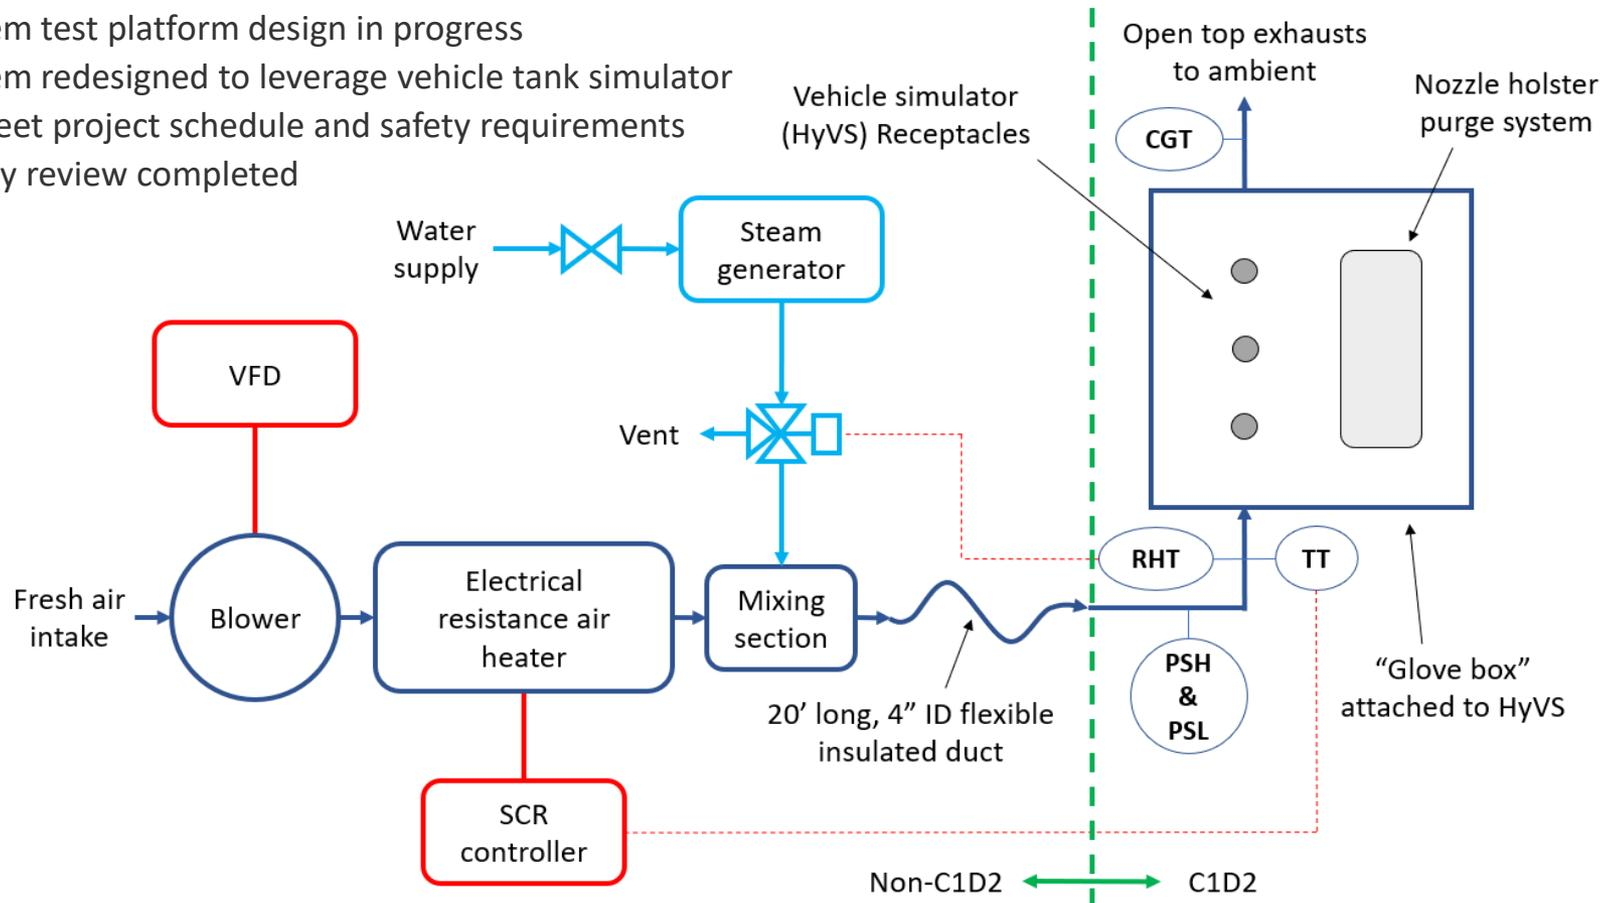 em test platform design in progress
em redesigned to leverage vehicle tank simulator
eet project schedule and safety requirements
y review completed
Open top exhausts
to ambient
Nozzle holster
purge system
Vehicle simulator
(HyVS) Receptacles
CGT
Water
supply
Steam
generator
VFD
Vent
Fresh air
intake
Blower
Electrical
resistance air
heater
Mixing
section
RHT
TT
PSH
&
PSL
20’ long, 4” ID flexible
insulated duct
“Glove box”
attached to HyVS
SCR
controller
Non-C1D2
C1D2